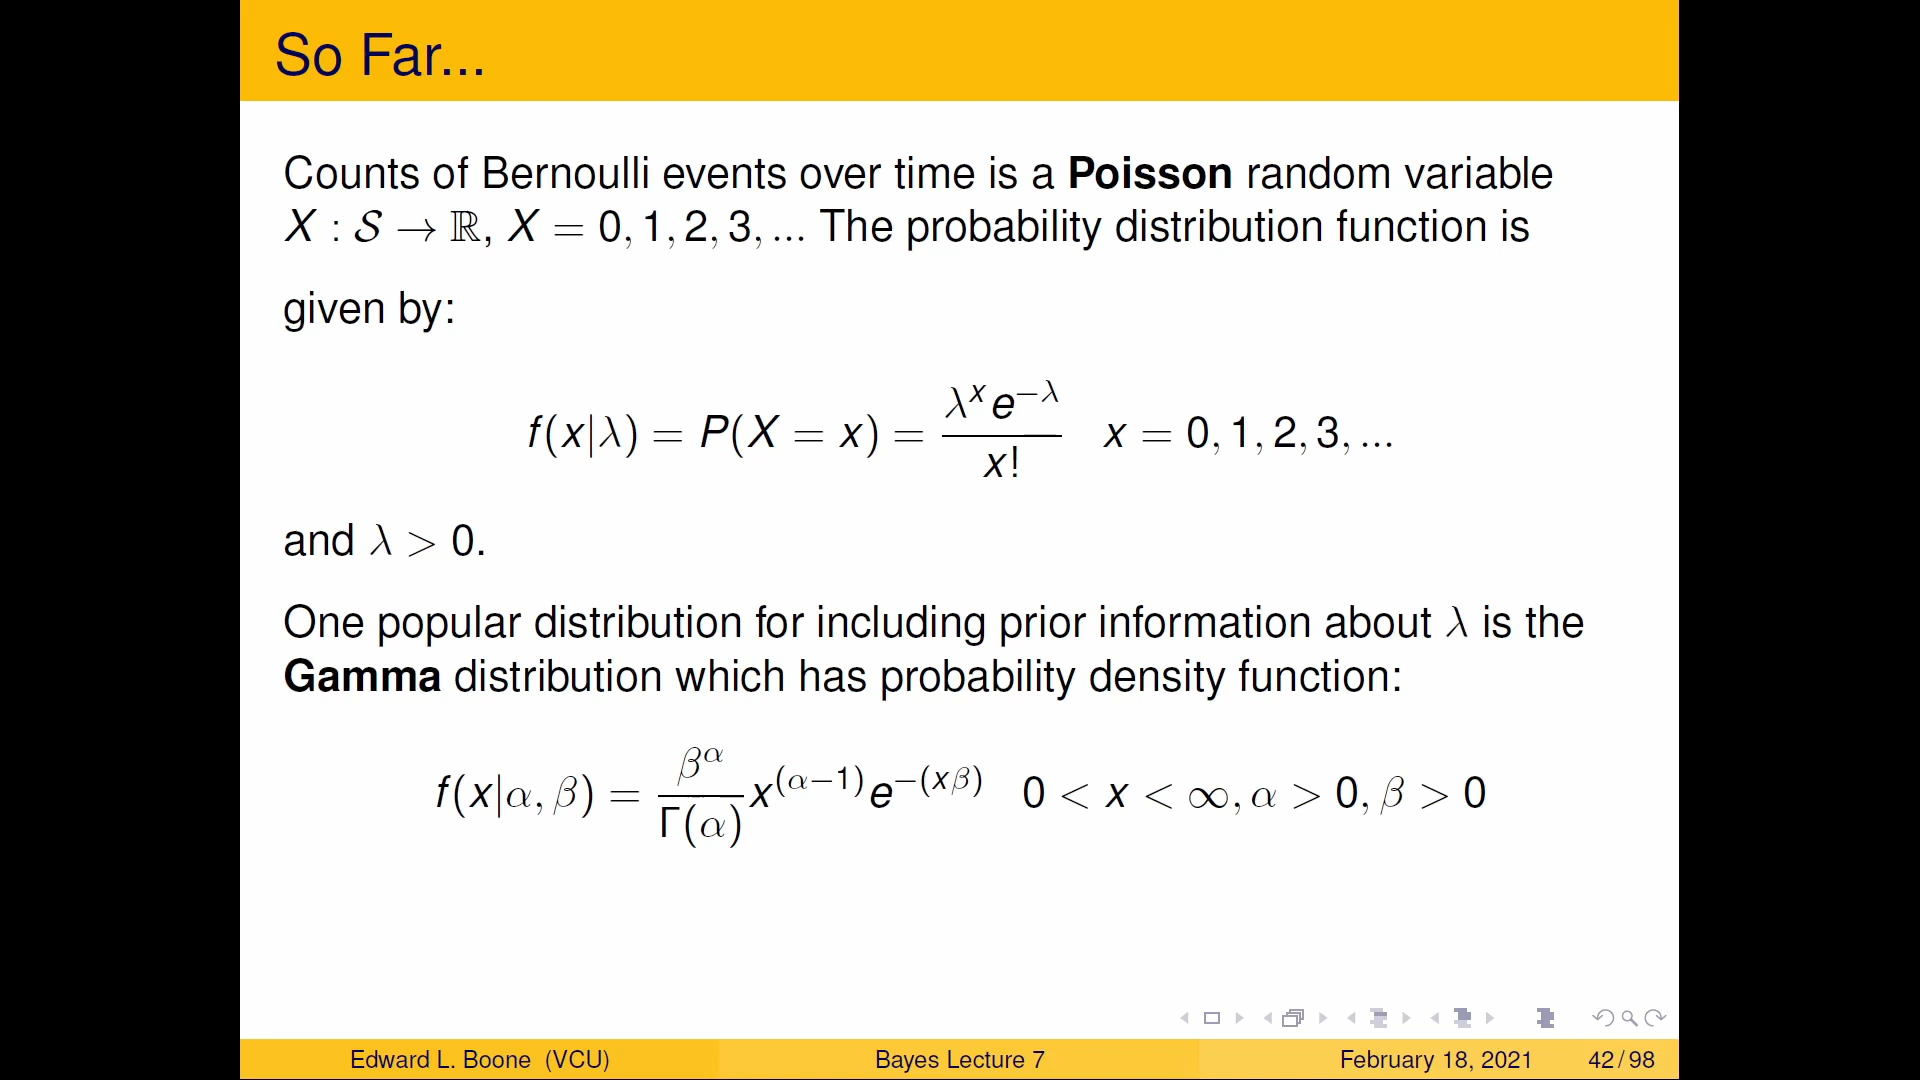 So Far...
Counts of Bernoulli events over time is a Poisson random variable
X : 𝒮 → ℝ, X = 0, 1, 2, 3, ... The probability distribution function is
given by:
f(x|λ) = P(X = x) = \frac{λ^x e^{−λ}}{x!}   x = 0, 1, 2, 3, ...
and λ > 0.
One popular distribution for including prior information about λ is the
Gamma distribution which has probability density function:
f(x|α, β) = \frac{β^α}{Γ(α)} x^{(α−1)} e^{−(xβ)}   0 < x < ∞, α > 0, β > 0
Edward L. Boone (VCU)   Bayes Lecture 7   February 18, 2021   42 / 98